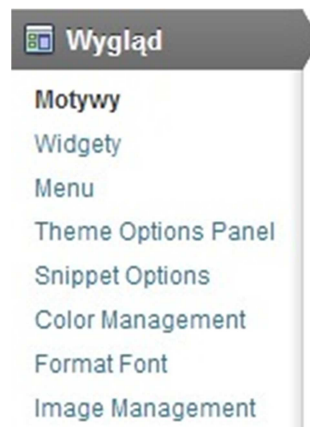 Wygląd
Motywy
Widgety
Menu
Theme Options Panel
Snippet Options
Color Management
Format Font
Image Management